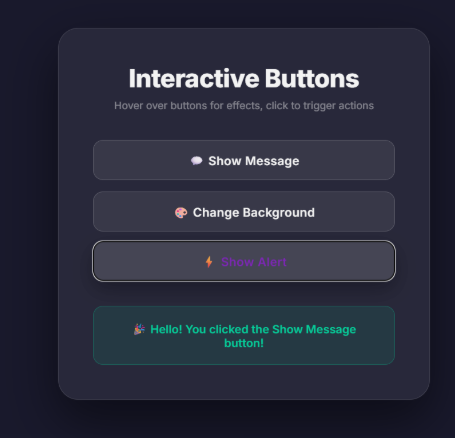 Interactive Buttons
Hover over buttons for effects, click to trigger actions
💬 Show Message
🎨 Change Background
⚡ Show Alert
🎉 Hello! You clicked the Show Message
button!